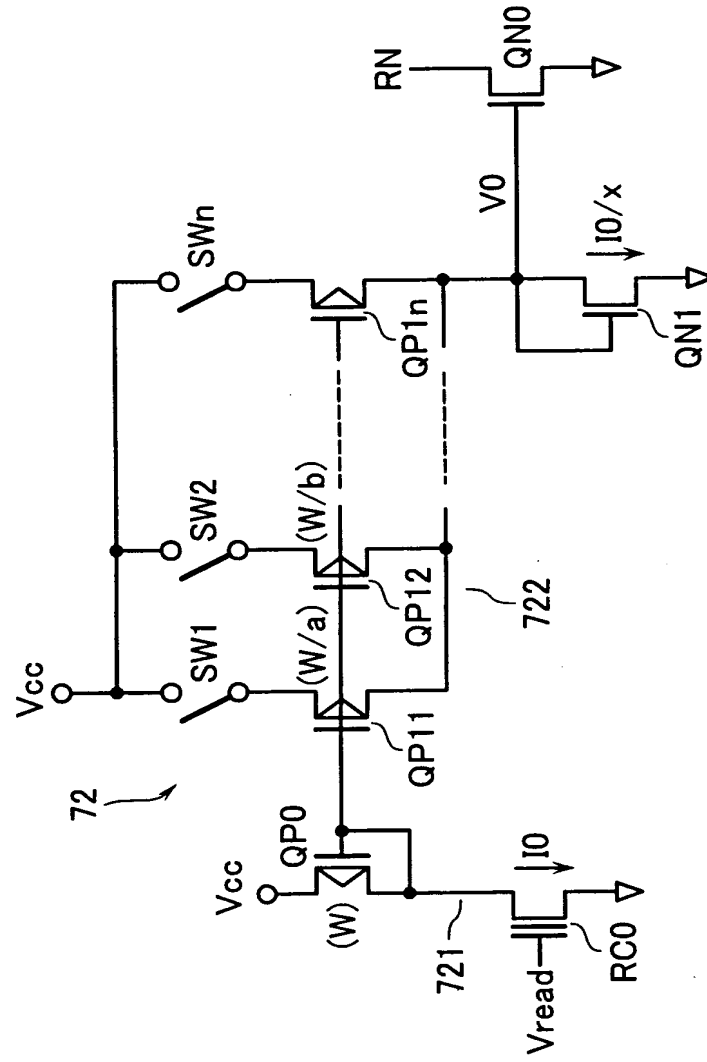 72
Vcc
SW1
SW2
SWn
Vcc
QP0
(W)
(W/a)
(W/b)
QP11
QP12
QP1n
721
I0
722
V0
RN
QN0
I0/x
QN1
Vread
RC0